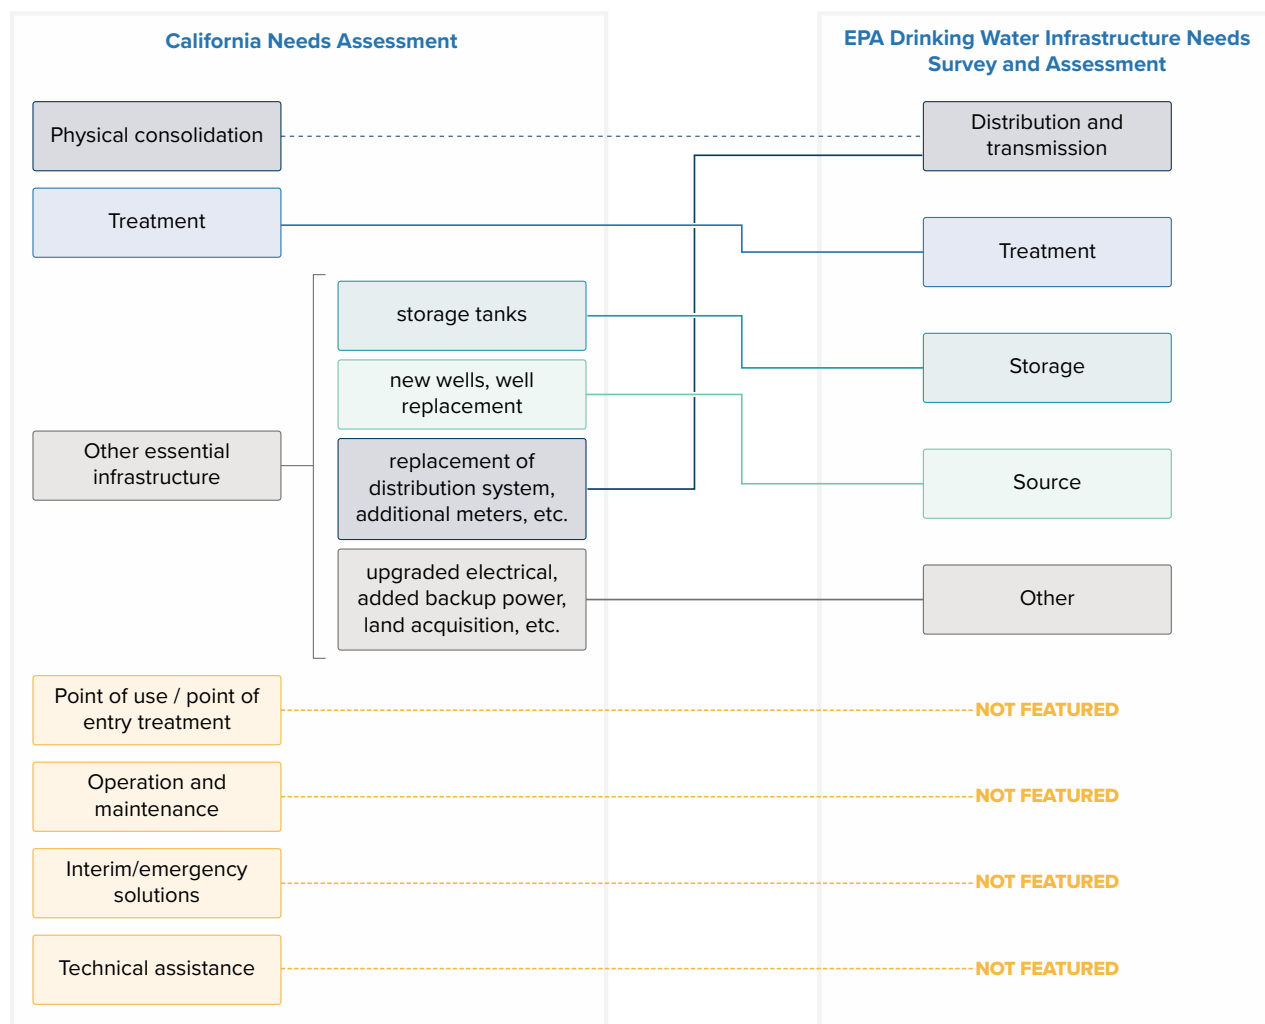 California Needs Assessment
EPA Drinking Water Infrastructure Needs
Survey and Assessment
Physical consolidation
Distribution and
transmission
Treatment
Treatment
storage tanks
Storage
new wells, well
replacement
Other essential
infrastructure
replacement of
distribution system,
additional meters, etc.
Source
upgraded electrical,
added backup power,
land acquisition, etc.
Other
Point of use / point of
entry treatment
NOT FEATURED
Operation and
maintenance
NOT FEATURED
Interim/emergency
solutions
NOT FEATURED
Technical assistance
NOT FEATURED